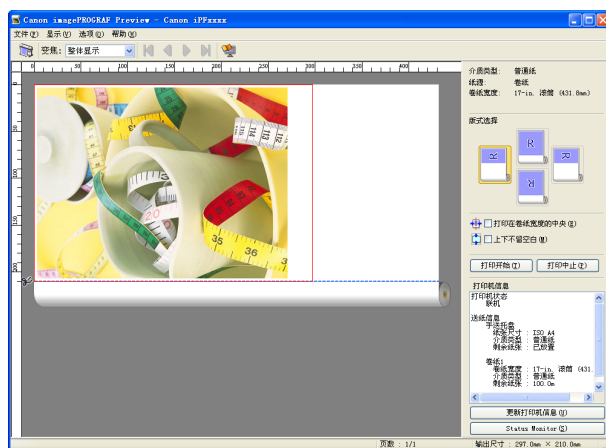 Canon imagePROGRAF Preview - Canon iPFxxxx
文件(F) 显示(V) 选项(O) 帮助(H)
变焦: 整体显示
0 50 100 150 200 250 300 350 400
介质类型: 普通纸
纸源: 卷纸
卷纸宽度: 17-in. 滚筒 (431.8mm)
版式选择
打印在卷纸宽度的中央(E)
上下不留空白(W)
打印开始(T) 打印中止(Z)
打印机信息
打印机状态
联机
送纸信息
手送托盘
纸张尺寸 : ISO A4
介质类型 : 普通纸
剩余纸张 : 已放置
卷纸1
卷纸宽度 : 17-in. 滚筒 (431.
介质类型 : 普通纸
剩余纸张 : 100.0m
更新打印机信息(U)
Status Monitor(S)
页数 : 1/1
输出尺寸 : 297.0mm × 210.0mm